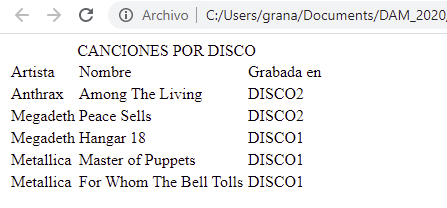 Archivo C:/Users/grana/Documents/DAM_2020,
CANCIONES POR DISCO
Artista Nombre Grabada en
Anthrax Among The Living DISCO2
Megadeth Peace Sells DISCO2
Megadeth Hangar 18 DISCO1
Metallica Master of Puppets DISCO1
Metallica For Whom The Bell Tolls DISCO1